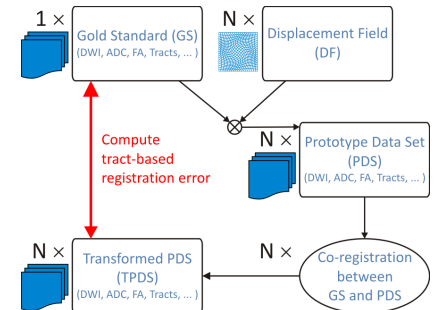 1 ×
Gold Standard (GS)
(DWI, ADC, FA, Tracts, ... )
N ×
Displacement Field
(DF)
Compute
tract-based
registration error
N ×
Prototype Data Set
(PDS)
(DWI, ADC, FA, Tracts, ... )
N ×
Transformed PDS
(TPDS)
(DWI, ADC, FA, Tracts, ... )
N ×
Co-registration
between
GS and PDS